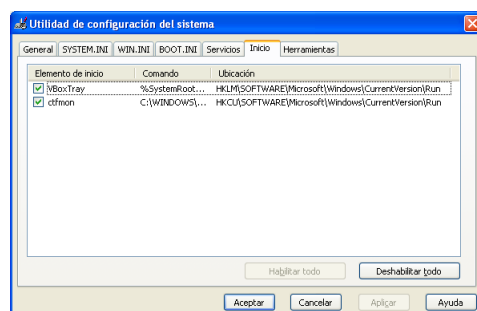 Utilidad de configuración del sistema
General SYSTEM.INI WIN.INI BOOT.INI Servicios Inicio Herramientas
Elemento de inicio Comando Ubicación
VBoxTray %SystemRoot... HKLM\SOFTWARE\Microsoft\Windows\CurrentVersion\Run
ctfmon C:\WINDOWS\... HKCU\SOFTWARE\Microsoft\Windows\CurrentVersion\Run
Habilitar todo Deshabilitar todo
Aceptar Cancelar Aplicar Ayuda